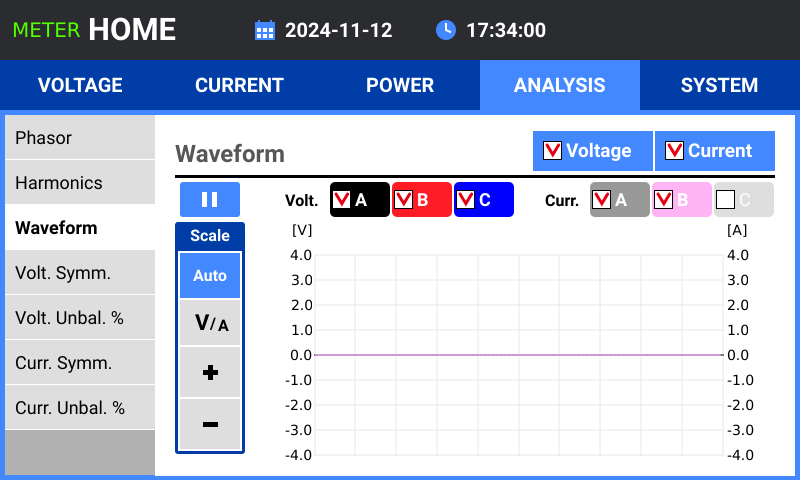 METER HOME 2024-11-12 17:34:00
VOLTAGE CURRENT POWER ANALYSIS SYSTEM
Phasor
Harmonics
Waveform
Volt. Symm.
Volt. Unbal. %
Curr. Symm.
Curr. Unbal. %
Waveform Voltage Current
Volt. A B C Curr. A B C
Scale
Auto
V/A
+
−
[V] [A]
4.0 4.0
3.0 3.0
2.0 2.0
1.0 1.0
0.0 0.0
-1.0 -1.0
-2.0 -2.0
-3.0 -3.0
-4.0 -4.0